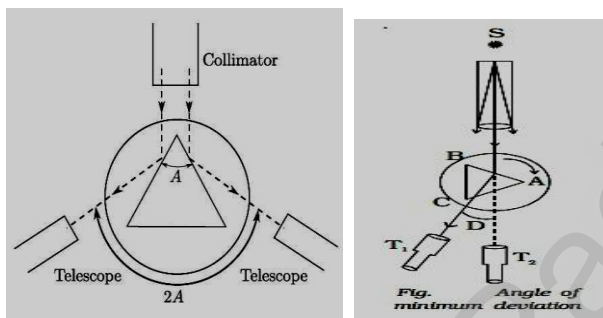 Collimator
A
Telescope
Telescope
2A
S
B
A
C
D
T₁
T₂
Fig. Angle of
minimum deviation